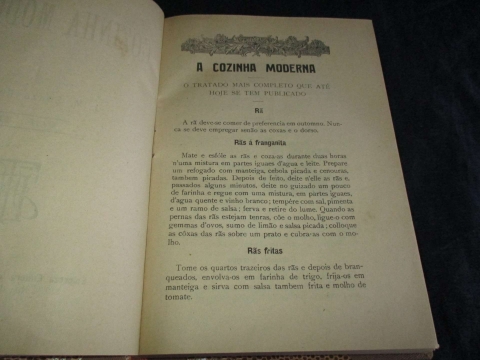 A COZINHA MODERNA
O TRATADO MAIS COMPLETO QUE ATÉ
HOJE SE TEM PUBLICADO
Rã
A rã deve-se comer de preferencia em outomno. Nun-
ca se deve empregar senão as coxas e o dorso.
Rãs á franganita
Mate e esfóle as rãs e coza-as durante duas horas
n'uma mistura em partes iguaes d'agua e leite. Prepare
um refogado com manteiga, cebola picada e cenouras,
tambem picadas. Depois de feito, deite n'elle as rãs e,
passados alguns minutos, deite no guizado um pouco
de farinha e regue com uma mistura, em partes iguaes,
d'agua quente e vinho branco; tempére com sal, pimenta
e um ramo de salsa; ferva e retire do lume. Quando as
pernas das rãs estejam tenras, côe o molho, ligue-o com
gemmas d'ovos, sumo de limão e salsa picada; colloque
as côxas das rãs sobre um prato e cubra-as com o mo-
lho.
Rãs fritas
Tome os quartos trazeiros das rãs e depois de bran-
queados, envolva-os em farinha de trigo, frija-os em
manteiga e sirva com salsa tambem frita e molho de
tomate.